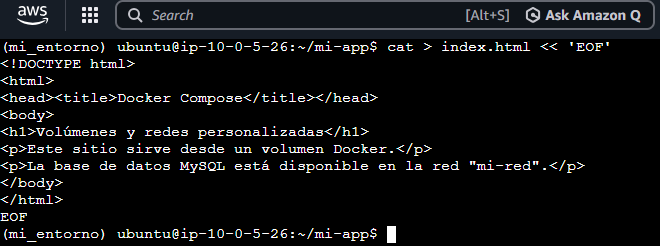 aws
Search
[Alt+S]
Ask Amazon Q
(mi_entorno) ubuntu@ip-10-0-5-26:~/mi-app$ cat > index.html << 'EOF'
<!DOCTYPE html>
<html>
<head><title>Docker Compose</title></head>
<body>
<h1>Volúmenes y redes personalizadas</h1>
<p>Este sitio sirve desde un volumen Docker.</p>
<p>La base de datos MySQL está disponible en la red "mi-red".</p>
</body>
</html>
EOF
(mi_entorno) ubuntu@ip-10-0-5-26:~/mi-app$